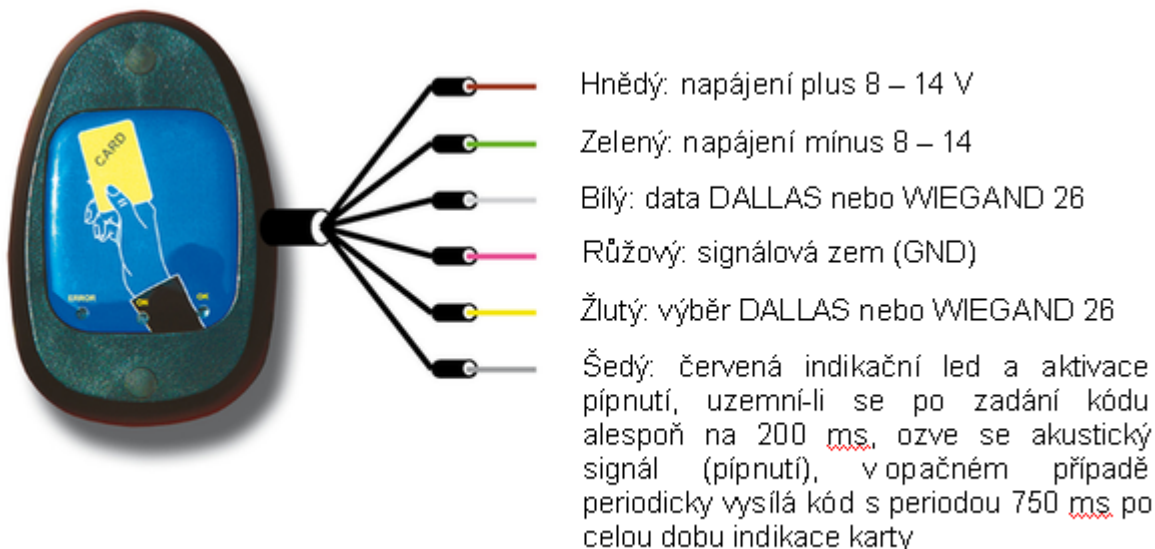 CARD
ERROR
ON
OK
Hnědý: napájení plus 8 – 14 V
Zelený: napájení mínus 8 – 14
Bílý: data DALLAS nebo WIEGAND 26
Růžový: signálová zem (GND)
Žlutý: výběr DALLAS nebo WIEGAND 26
Šedý: červená indikační led a aktivace
pípnutí, uzemní-li se po zadání kódu
alespoň na 200 ms, ozve se akustický
signál (pípnutí), v opačném případě
periodicky vysílá kód s periodou 750 ms po
celou dobu indikace karty